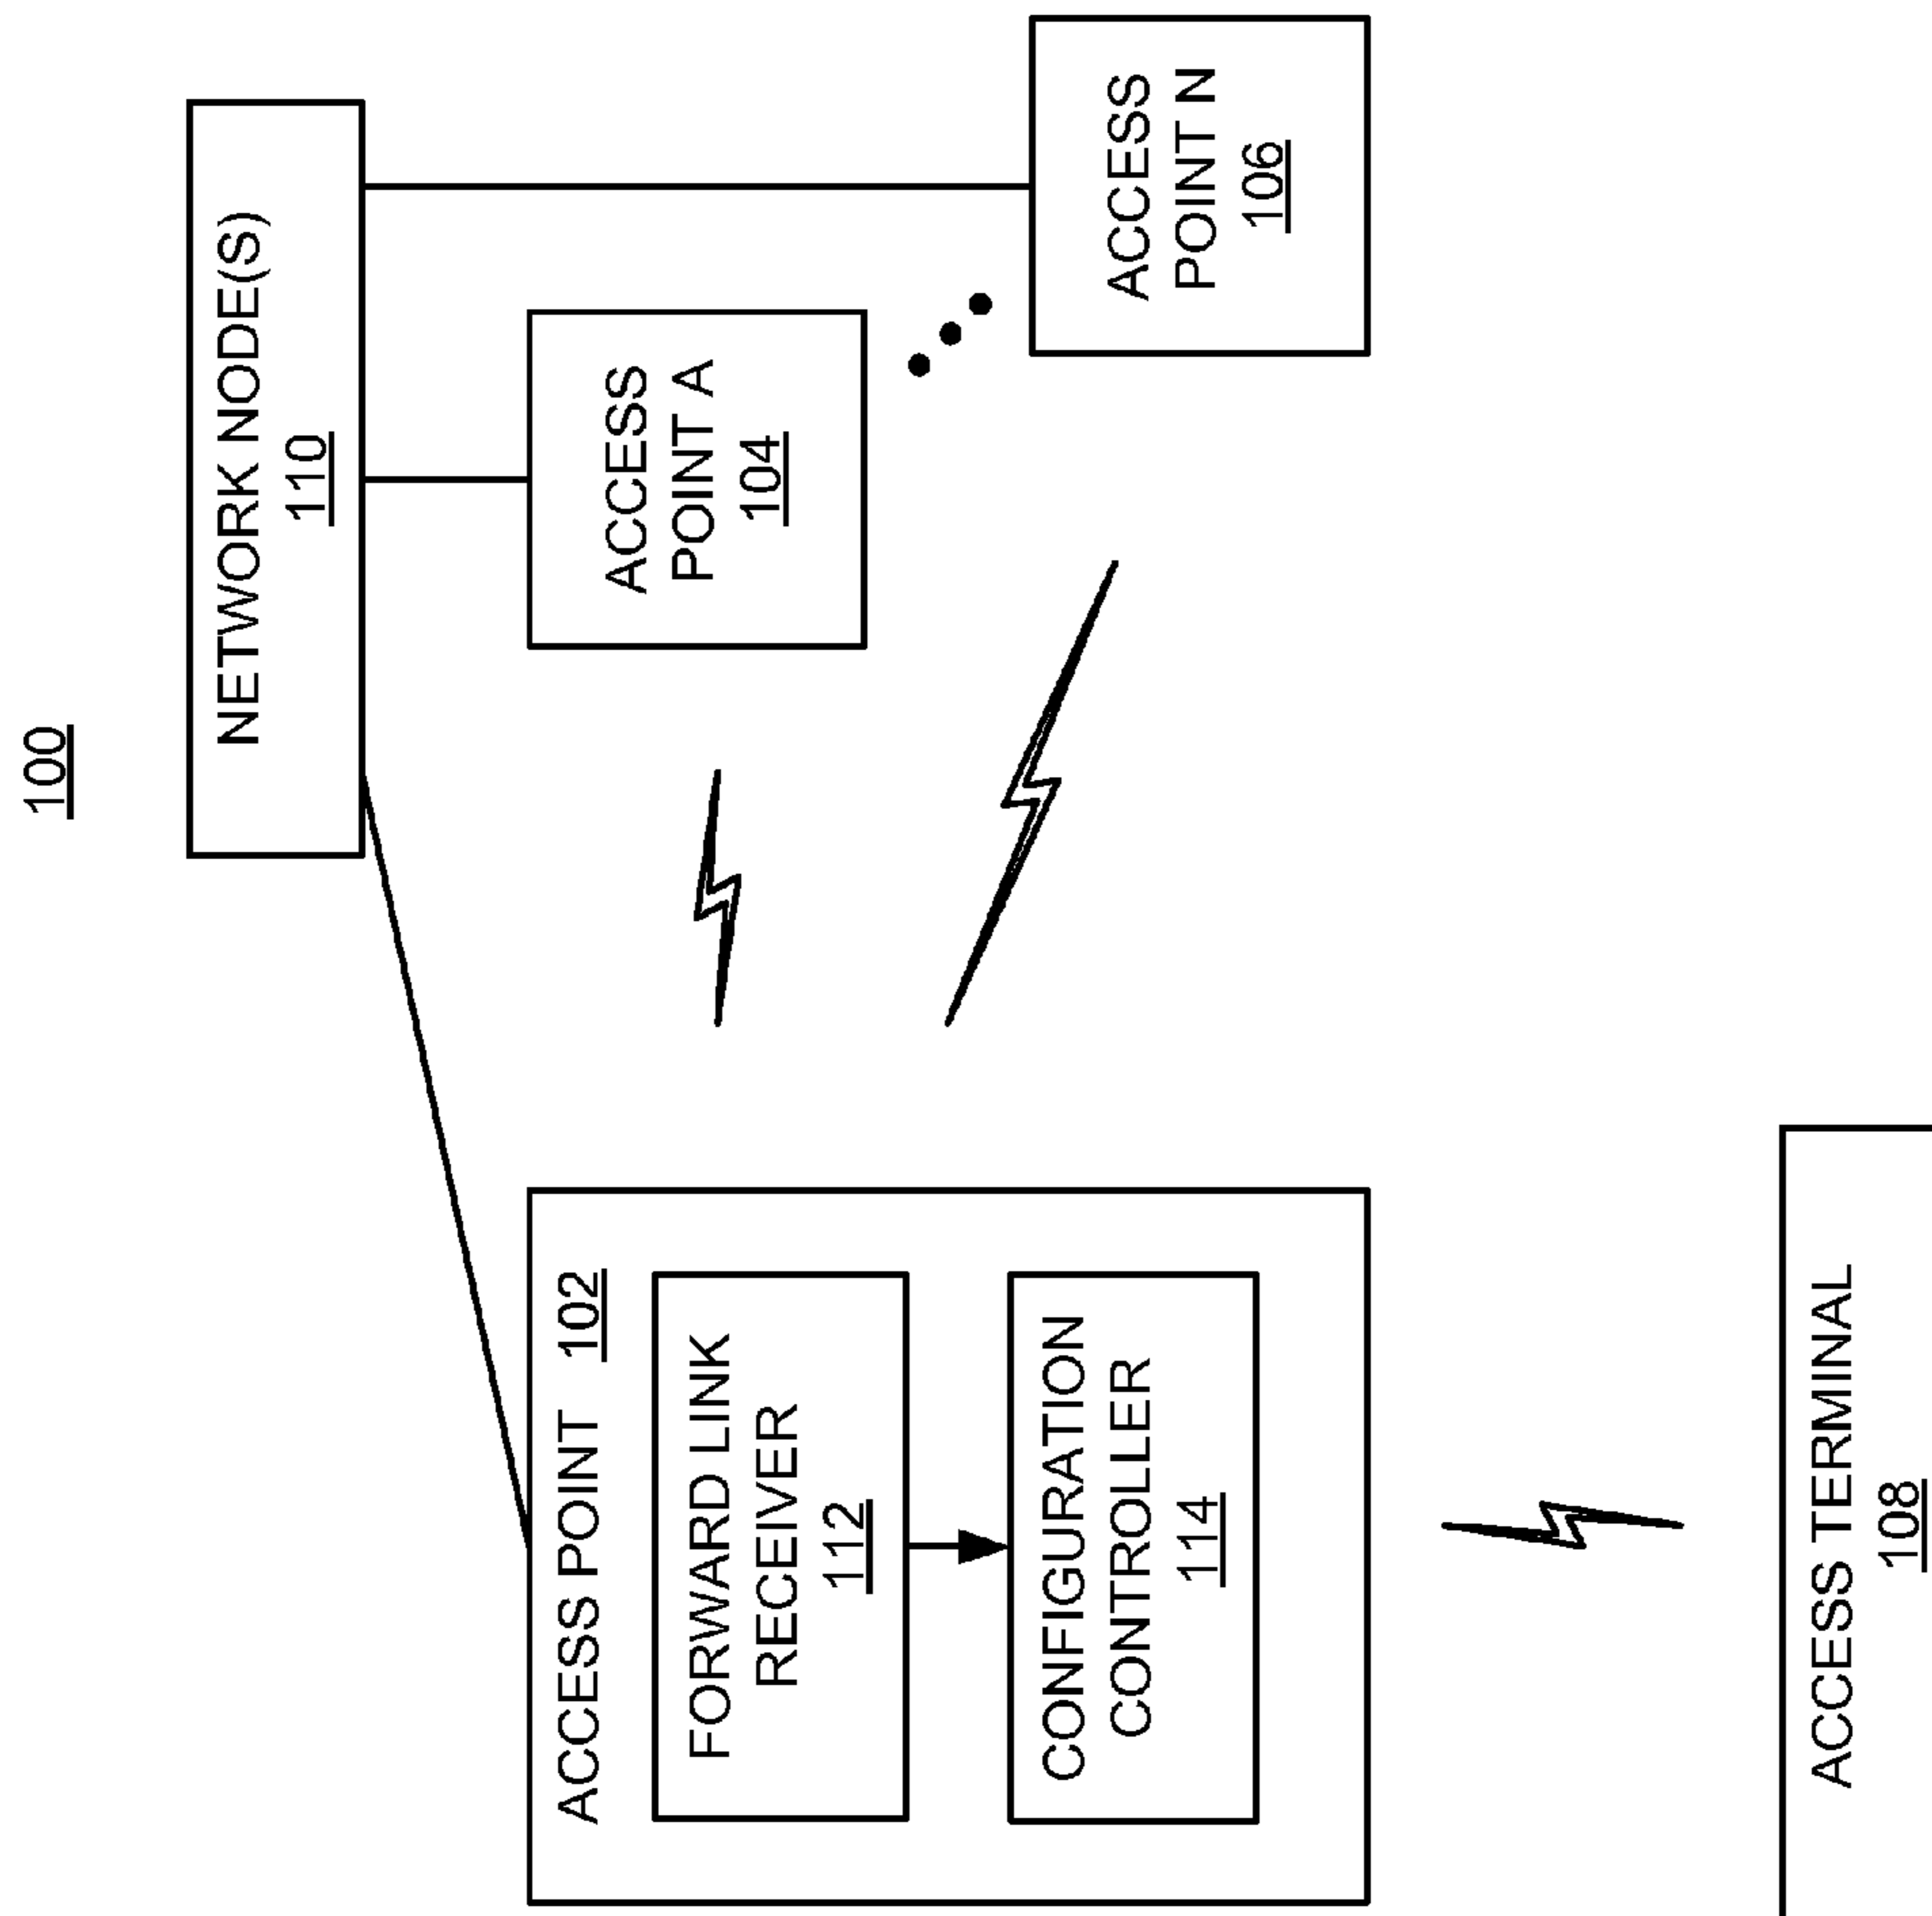 100
NETWORK NODE(S)
110
ACCESS POINT 102
FORWARD LINK
RECEIVER
112
CONFIGURATION
CONTROLLER
114
ACCESS
POINT A
104
ACCESS
POINT N
106
ACCESS TERMINAL
108